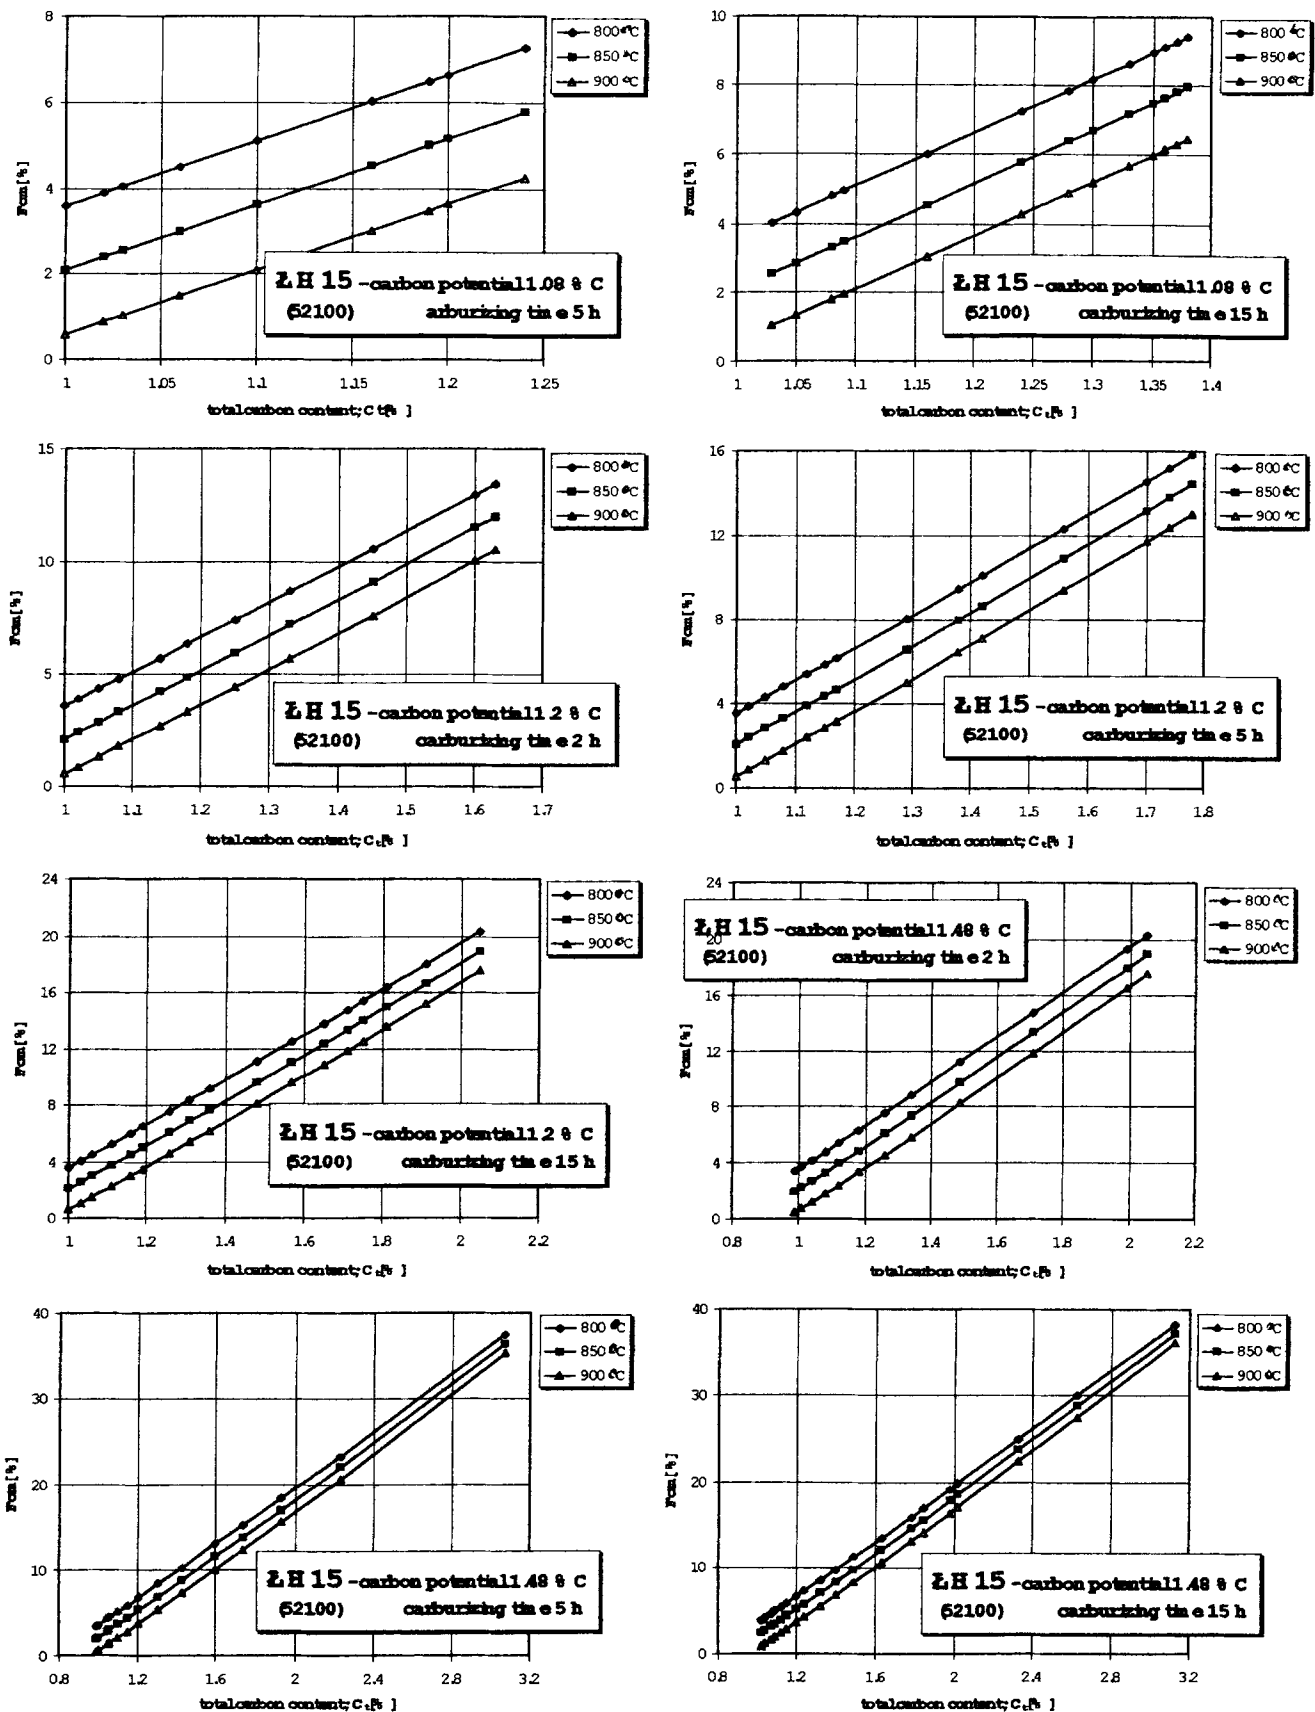 8
6
4
2
0
1
1.05
1.1
1.15
1.2
1.25
Fcm [%]
total carbon content; Ct [% ]
800 °C
850 °C
900 °C
ŁH 15 - carbon potential 1.08 % C
(52100) arburizing time 5 h
10
8
6
4
2
0
1
1.05
1.1
1.15
1.2
1.25
1.3
1.35
1.4
Fcm [%]
total carbon content; Ct [% ]
800 °C
850 °C
900 °C
ŁH 15 - carbon potential 1.08 % C
(52100) carburizing time 15 h
15
10
5
0
1
1.1
1.2
1.3
1.4
1.5
1.6
1.7
Fcm [%]
total carbon content; Ct [% ]
800 °C
850 °C
900 °C
ŁH 15 - carbon potential 1.2 % C
(52100) carburizing time 2 h
16
12
8
4
0
1
1.1
1.2
1.3
1.4
1.5
1.6
1.7
1.8
Fcm [%]
total carbon content; Ct [% ]
800 °C
850 °C
900 °C
ŁH 15 - carbon potential 1.2 % C
(52100) carburizing time 5 h
24
20
16
12
8
4
0
1
1.2
1.4
1.6
1.8
2
2.2
Fcm [%]
total carbon content; Ct [% ]
800 °C
850 °C
900 °C
ŁH 15 - carbon potential 1.2 % C
(52100) carburizing time 15 h
24
20
16
12
8
4
0
0.8
1
1.2
1.4
1.6
1.8
2
2.2
Fcm [%]
total carbon content; Ct [% ]
800 °C
850 °C
900 °C
ŁH 15 - carbon potential 1.48 % C
(52100) carburizing time 2 h
40
30
20
10
0
0.8
1.2
1.6
2
2.4
2.8
3.2
Fcm [%]
total carbon content; Ct [% ]
800 °C
850 °C
900 °C
ŁH 15 - carbon potential 1.48 % C
(52100) carburizing time 5 h
40
30
20
10
0
0.8
1.2
1.6
2
2.4
2.8
3.2
Fcm [%]
total carbon content; Ct [% ]
800 °C
850 °C
900 °C
ŁH 15 - carbon potential 1.48 % C
(52100) carburizing time 15 h